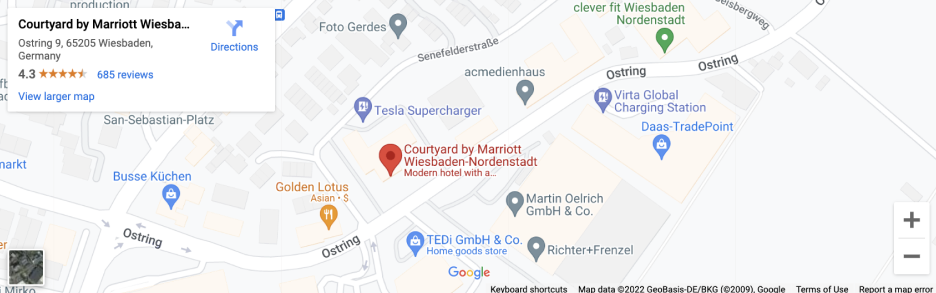 production
Courtyard by Marriott Wiesba...
Ostring 9, 65205 Wiesbaden,
Germany
Directions
4.3
685 reviews
View larger map
Foto Gerdes
Senefelderstraße
clever fit Wiesbaden
Nordenstadt
Ostring
Ostring
acmedienhaus
Tesla Supercharger
Virta Global
Charging Station
Daas-TradePoint
San-Sebastian-Platz
markt
Busse Küchen
Courtyard by Marriott
Wiesbaden-Nordenstadt
Modern hotel with a...
Golden Lotus
Asian • $
Martin Oelrich
GmbH & Co.
Ostring
Ostring
TEDi GmbH & Co.
Home goods store
Richter+Frenzel
r Mirko
Google
Keyboard shortcuts
Map data ©2022 GeoBasis-DE/BKG (©2009), Google
Terms of Use
Report a map error